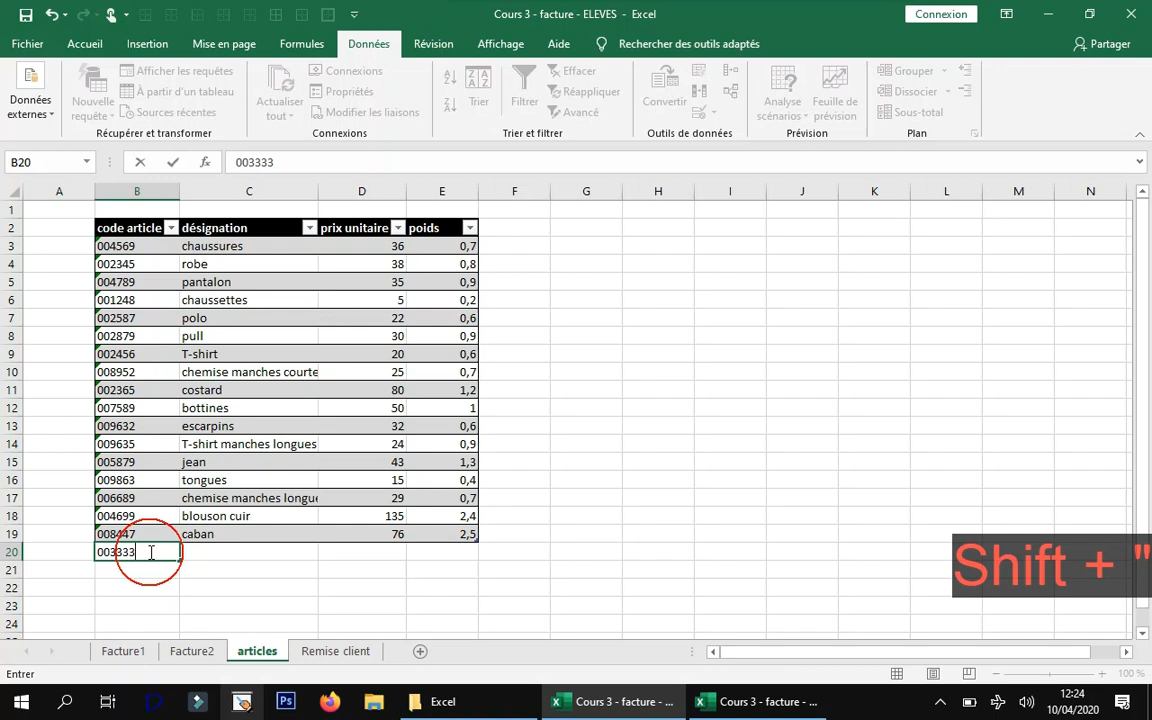 Cours 3 - facture - ELEVES - Excel
Connexion
Fichier Accueil Insertion Mise en page Formules Données Révision Affichage Aide Rechercher des outils adaptés Partager
Données externes
Nouvelle requête
Afficher les requêtes
À partir d'un tableau
Sources récentes
Récupérer et transformer
Actualiser tout
Connexions
Propriétés
Modifier les liaisons
Connexions
Trier
Filtrer
Effacer
Réappliquer
Avancé
Trier et filtrer
Convertir
Outils de données
Analyse scénarios
Feuille de prévision
Prévision
Grouper
Dissocier
Sous-total
Plan
B20 fx 003333
A B C D E F G H I J K L M N
1
2 code article désignation prix unitaire poids
3 004569 chaussures 36 0,7
4 002345 robe 38 0,8
5 004789 pantalon 35 0,9
6 001248 chaussettes 5 0,2
7 002587 polo 22 0,6
8 002879 pull 30 0,9
9 002456 T-shirt 20 0,6
10 008952 chemise manches courte 25 0,7
11 002365 costard 80 1,2
12 007589 bottines 50 1
13 009632 escarpins 32 0,6
14 009635 T-shirt manches longues 24 0,9
15 005879 jean 43 1,3
16 009863 tongues 15 0,4
17 006689 chemise manches longue 29 0,7
18 004699 blouson cuir 135 2,4
19 008447 caban 76 2,5
20 003333
21
22
23
24
Shift + "
Facture1 Facture2 articles Remise client
Entrer
100 %
Ps
Excel
Cours 3 - facture - ...
Cours 3 - facture - ...
12:24
10/04/2020